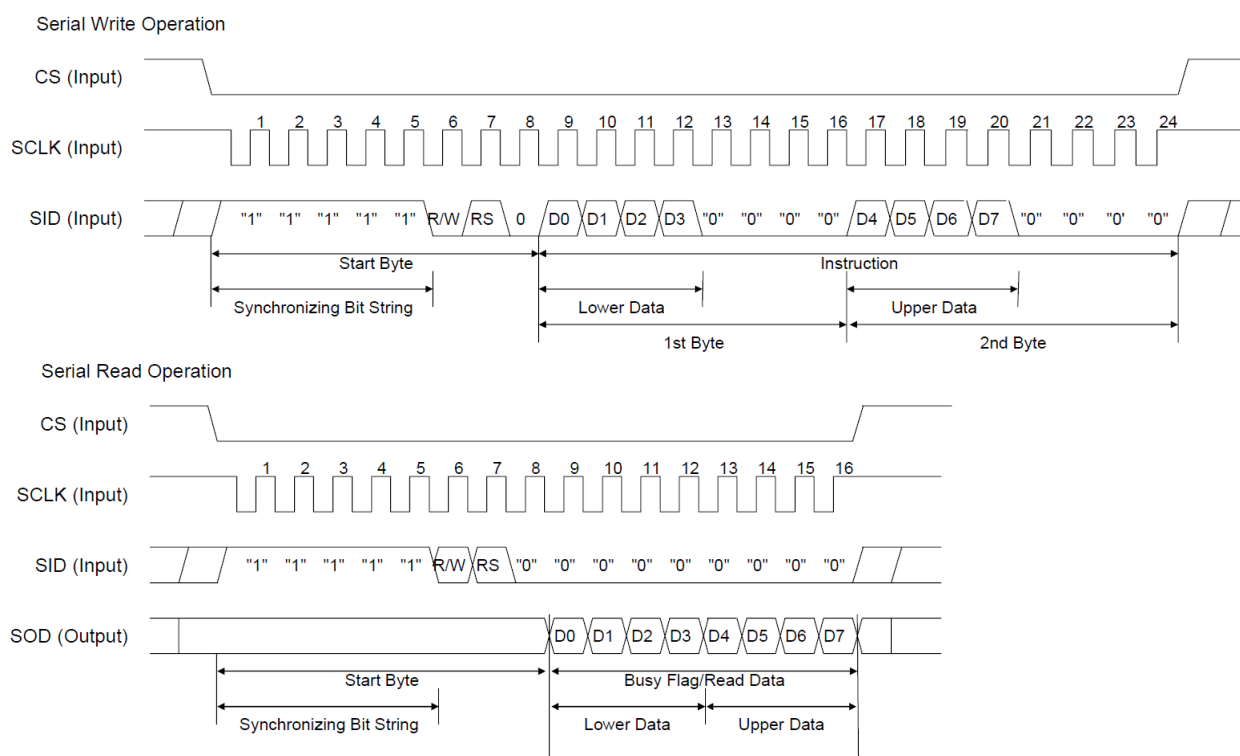 Serial Write Operation
CS (Input)
1 2 3 4 5 6 7 8 9 10 11 12 13 14 15 16 17 18 19 20 21 22 23 24
SCLK (Input)
SID (Input) "1" "1" "1" "1" "1" R/W RS 0 D0 D1 D2 D3 "0" "0" "0" "0" D4 D5 D6 D7 "0" "0" "0' "0"
Start Byte Instruction
Synchronizing Bit String Lower Data Upper Data
1st Byte 2nd Byte
Serial Read Operation
CS (Input)
1 2 3 4 5 6 7 8 9 10 11 12 13 14 15 16
SCLK (Input)
SID (Input) "1" "1" "1" "1" "1" R/W RS "0" "0" "0" "0" "0" "0" "0" "0" "0"
SOD (Output) D0 D1 D2 D3 D4 D5 D6 D7
Start Byte Busy Flag/Read Data
Synchronizing Bit String Lower Data Upper Data